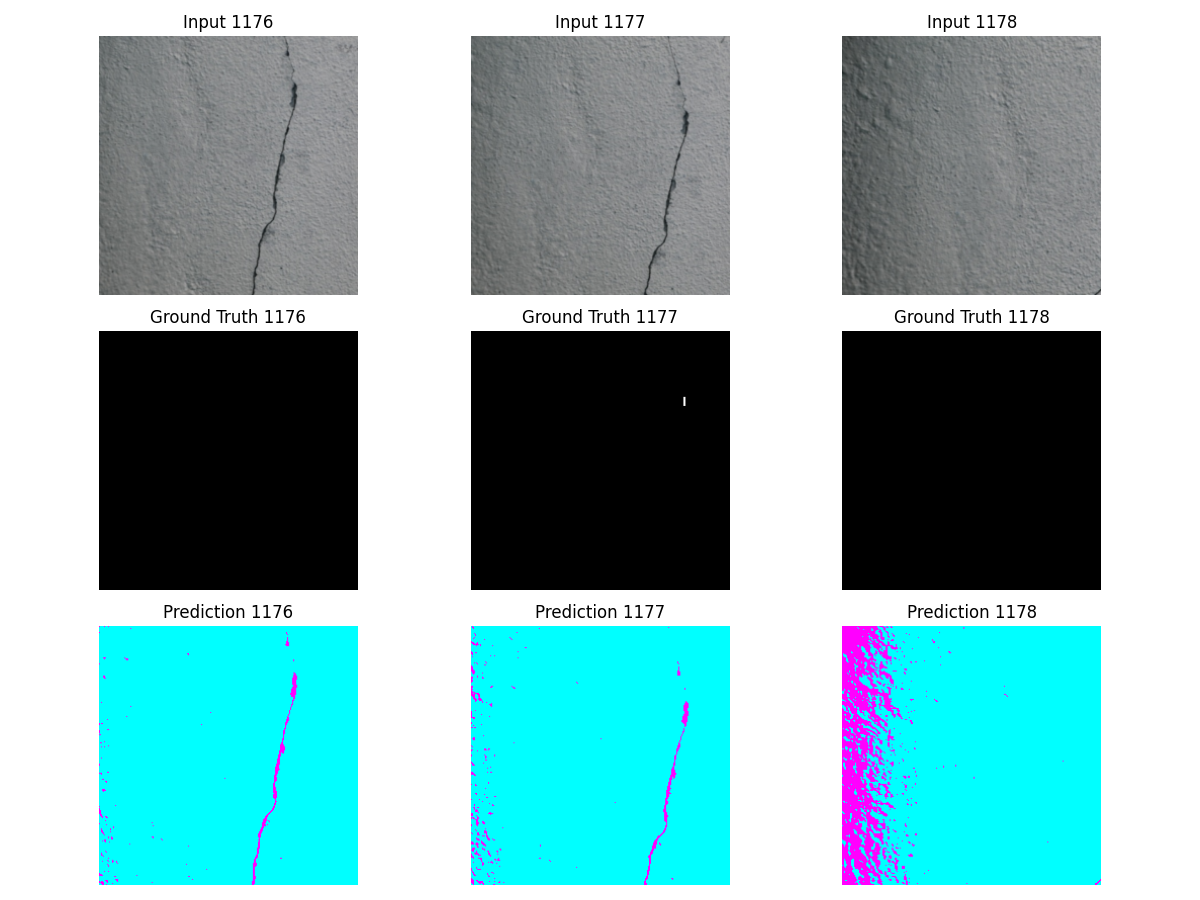 Input 1176
Input 1177
Input 1178
Ground Truth 1176
Ground Truth 1177
Ground Truth 1178
Prediction 1176
Prediction 1177
Prediction 1178